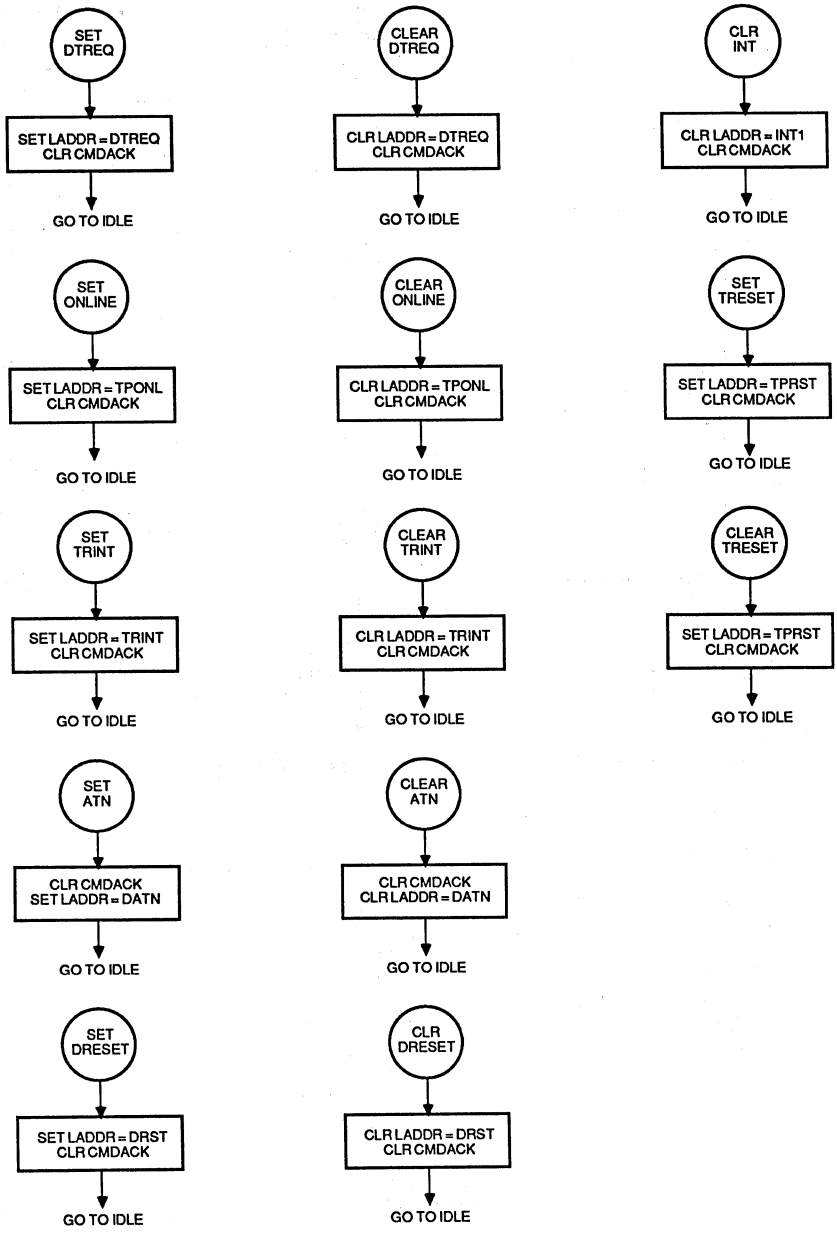 SET
DTREQ
SET LADDR = DTREQ
CLR CMDACK
GO TO IDLE
CLEAR
DTREQ
CLR LADDR = DTREQ
CLR CMDACK
GO TO IDLE
CLR
INT
CLR LADDR = INT1
CLR CMDACK
GO TO IDLE
SET
ONLINE
SET LADDR = TPONL
CLR CMDACK
GO TO IDLE
CLEAR
ONLINE
CLR LADDR = TPONL
CLR CMDACK
GO TO IDLE
SET
TRESET
SET LADDR = TPRST
CLR CMDACK
GO TO IDLE
SET
TRINT
SET LADDR = TRINT
CLR CMDACK
GO TO IDLE
CLEAR
TRINT
CLR LADDR = TRINT
CLR CMDACK
GO TO IDLE
CLEAR
TRESET
SET LADDR = TPRST
CLR CMDACK
GO TO IDLE
SET
ATN
CLR CMDACK
SET LADDR = DATN
GO TO IDLE
CLEAR
ATN
CLR CMDACK
CLR LADDR = DATN
GO TO IDLE
SET
DRESET
SET LADDR = DRST
CLR CMDACK
GO TO IDLE
CLR
DRESET
CLR LADDR = DRST
CLR CMDACK
GO TO IDLE